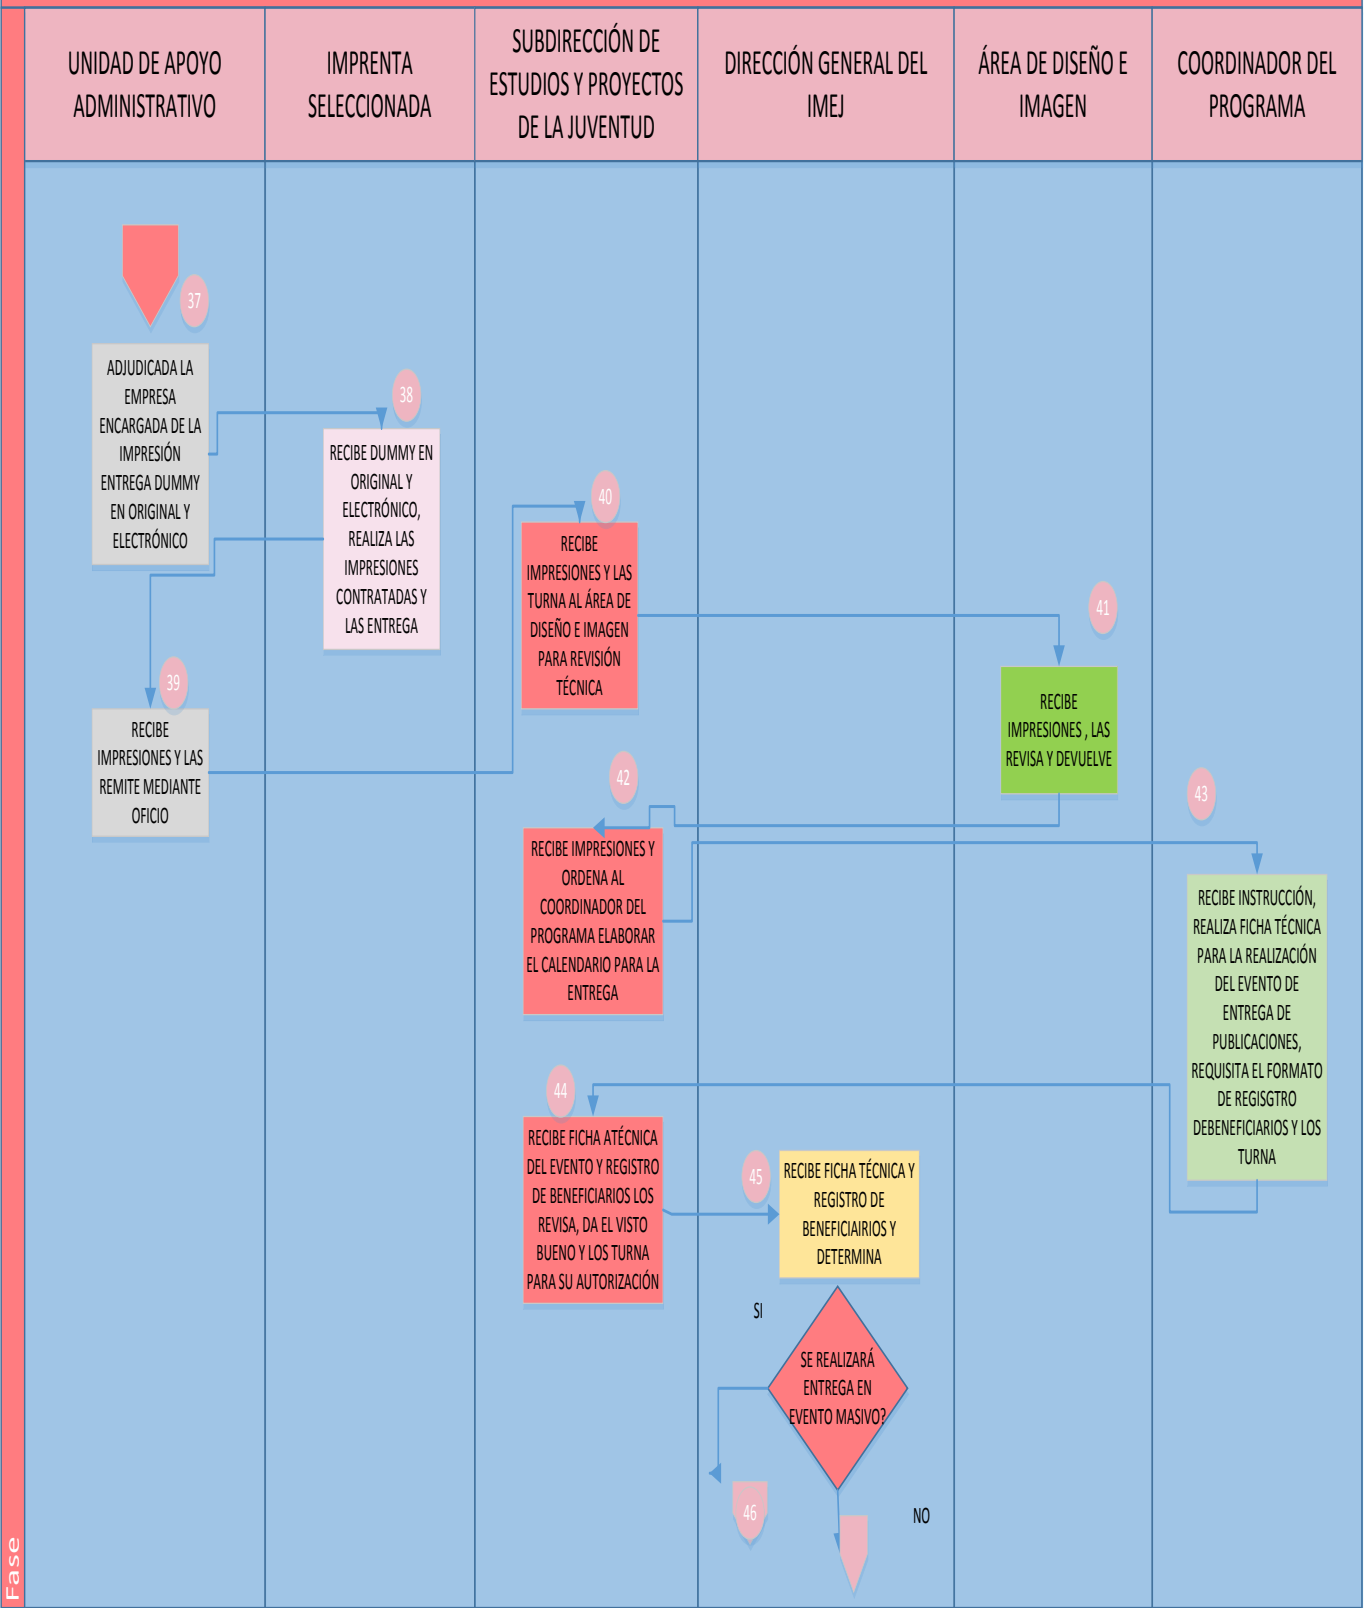 UNIDAD DE APOYO
ADMINISTRATIVO
IMPRENTA
SELECCIONADA
SUBDIRECCIÓN DE
ESTUDIOS Y PROYECTOS
DE LA JUVENTUD
DIRECCIÓN GENERAL DEL
IMEJ
ÁREA DE DISEÑO E
IMAGEN
COORDINADOR DEL
PROGRAMA
37
ADJUDICADA LA
EMPRESA
ENCARGADA DE LA
IMPRESIÓN
ENTREGA DUMMY
EN ORIGINAL Y
ELECTRÓNICO
38
RECIBE DUMMY EN
ORIGINAL Y
ELECTRÓNICO,
REALIZA LAS
IMPRESIONES
CONTRATADAS Y
LAS ENTREGA
39
RECIBE
IMPRESIONES Y LAS
REMITE MEDIANTE
OFICIO
40
RECIBE
IMPRESIONES Y LAS
TURNA AL ÁREA DE
DISEÑO E IMAGEN
PARA REVISIÓN
TÉCNICA
41
RECIBE
IMPRESIONES , LAS
REVISA Y DEVUELVE
42
RECIBE IMPRESIONES Y
ORDENA AL
COORDINADOR DEL
PROGRAMA ELABORAR
EL CALENDARIO PARA LA
ENTREGA
43
RECIBE INSTRUCCIÓN,
REALIZA FICHA TÉCNICA
PARA LA REALIZACIÓN
DEL EVENTO DE
ENTREGA DE
PUBLICACIONES,
REQUISITA EL FORMATO
DE REGISGTRO
DEBENEFICIARIOS Y LOS
TURNA
44
RECIBE FICHA ATÉCNICA
DEL EVENTO Y REGISTRO
DE BENEFICIARIOS LOS
REVISA, DA EL VISTO
BUENO Y LOS TURNA
PARA SU AUTORIZACIÓN
45
RECIBE FICHA TÉCNICA Y
REGISTRO DE
BENEFICIAIRIOS Y
DETERMINA
SI
SE REALIZARÁ
ENTREGA EN
EVENTO MASIVO?
46
NO
Fase